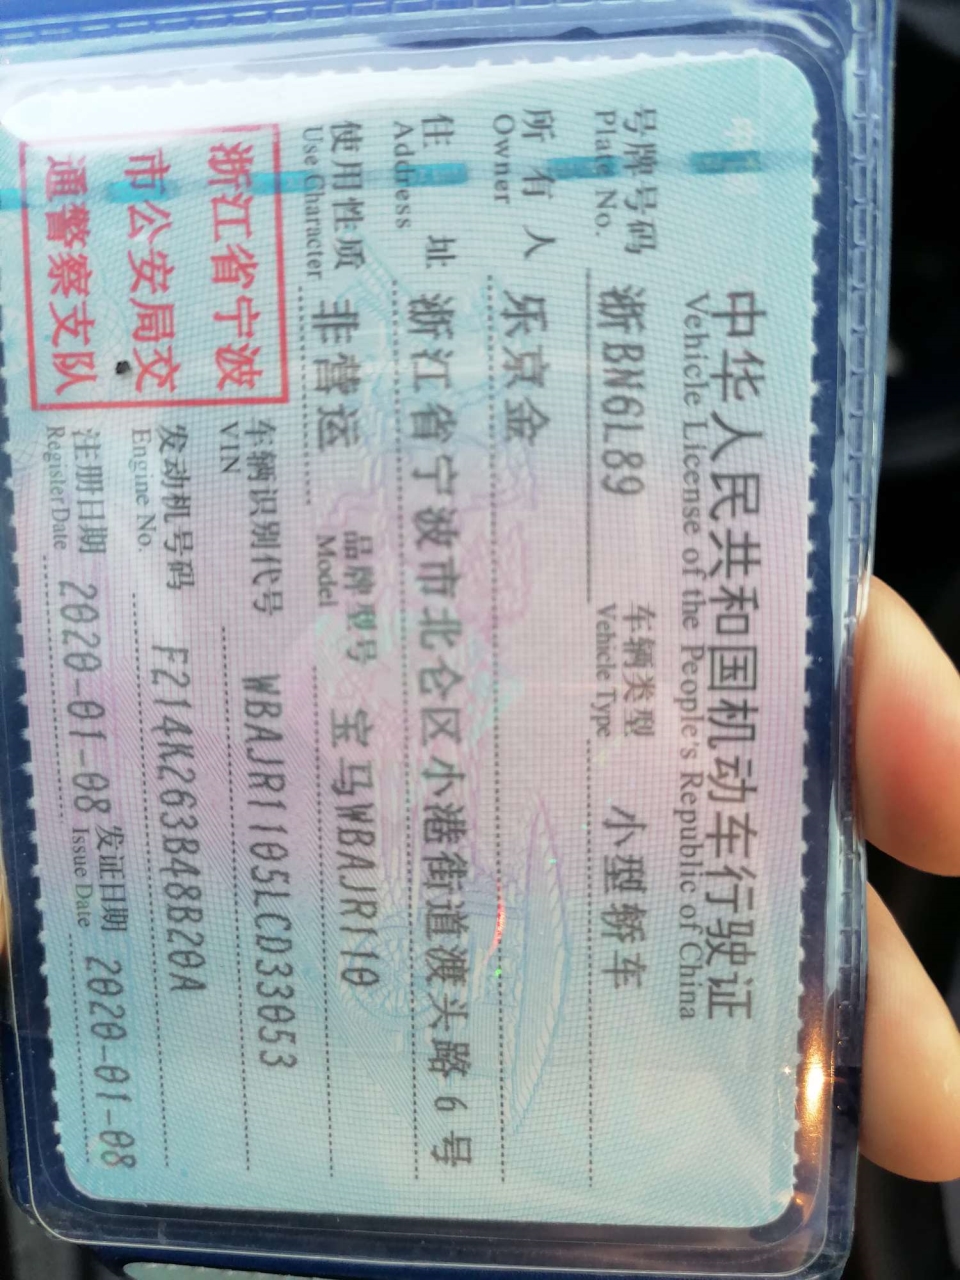 中华人民共和国机动车行驶证
Vehicle License of the People's Republic of China
号牌号码 浙BN6L89 车辆类型 小型轿车
Plate No. Vehicle Type
所有人 乐京金
Owner
住址 浙江省宁波市北仑区小港街道渡头路6号
Address
使用性质 非营运 品牌型号 宝马WBAJR110
Use Character Model
浙江省宁波
市公安局交
通警察支队
车辆识别代号 WBAJR1105LCD33053
VIN
发动机号码 F214K263B48B20A
Engine No.
注册日期 2020-01-08 发证日期 2020-01-08
Register Date Issue Date